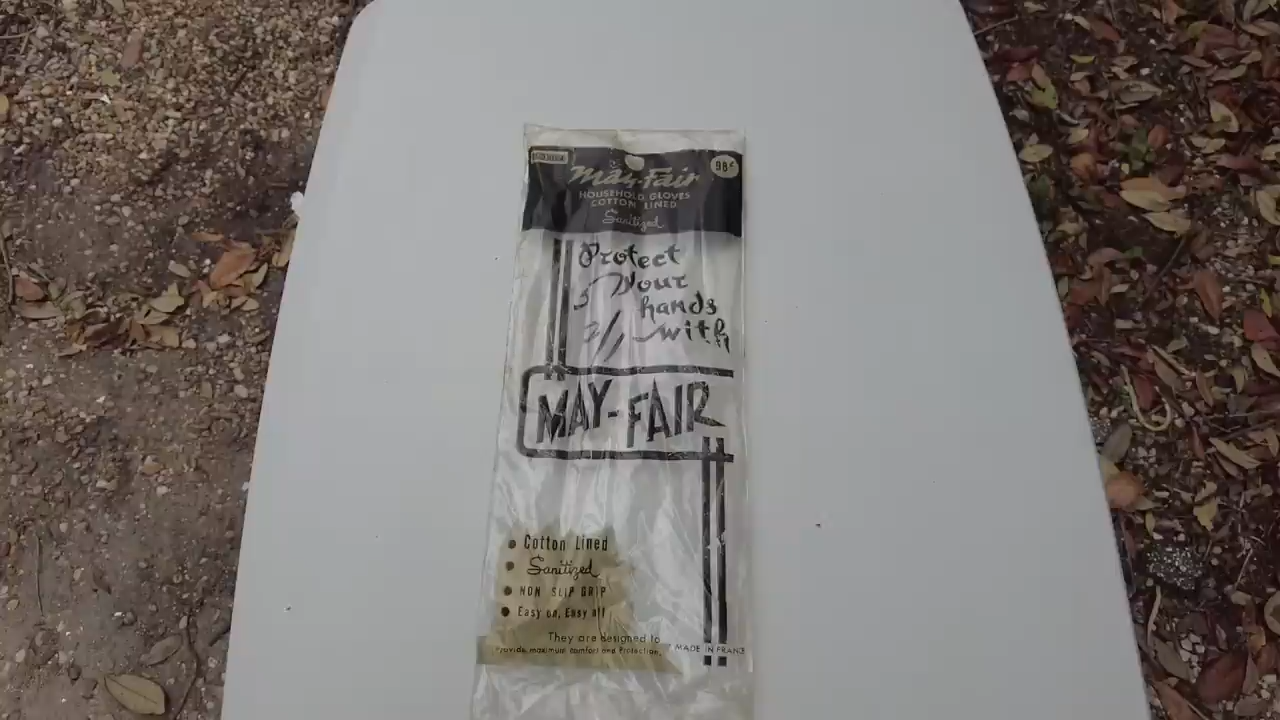 98¢
May-Fair
HOUSEHOLD GLOVES
COTTON LINED
Sanitized
Protect
Your
hands
with
MAY-FAIR
• Cotton Lined
• Sanitized
• NON SLIP GRIP
• Easy on, Easy off
They are designed to
Provide maximum comfort and Protection.
MADE IN FRANCE